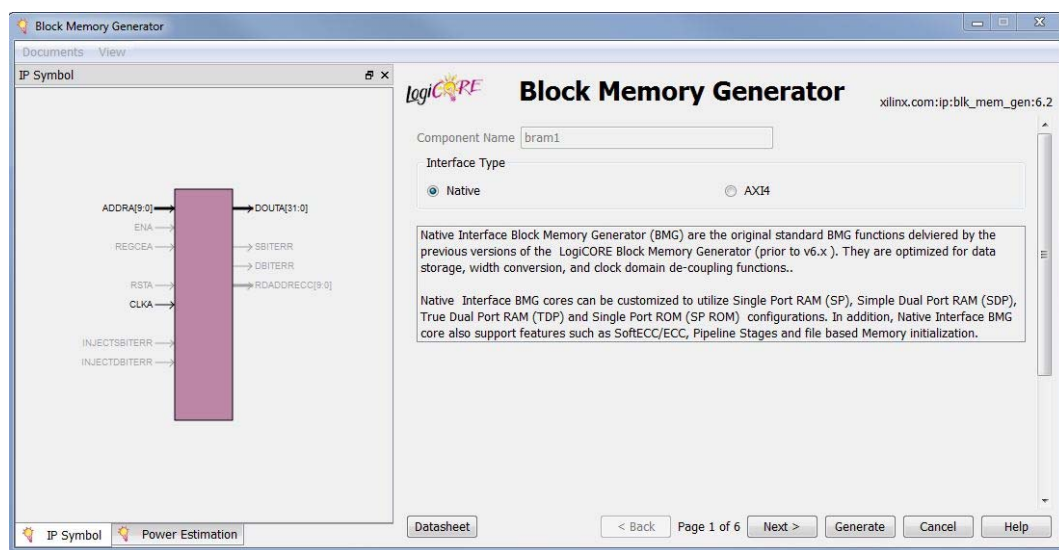 Block Memory Generator
Documents View
IP Symbol
ADDRA[9:0]
ENA
REGCEA
RSTA
CLKA
INJECTSBITERR
INJECTDBITERR
DOUTA[31:0]
SBITERR
DBITERR
RDADDRECC[9:0]
IP Symbol
Power Estimation
logiCORE
Block Memory Generator
xilinx.com:ip:blk_mem_gen:6.2
Component Name bram1
Interface Type
Native
AXI4
Native Interface Block Memory Generator (BMG) are the original standard BMG functions delviered by the
previous versions of the LogiCORE Block Memory Generator (prior to v6.x ). They are optimized for data
storage, width conversion, and clock domain de-coupling functions..
Native Interface BMG cores can be customized to utilize Single Port RAM (SP), Simple Dual Port RAM (SDP),
True Dual Port RAM (TDP) and Single Port ROM (SP ROM) configurations. In addition, Native Interface BMG
core also support features such as SoftECC/ECC, Pipeline Stages and file based Memory initialization.
Datasheet
< Back
Page 1 of 6
Next >
Generate
Cancel
Help